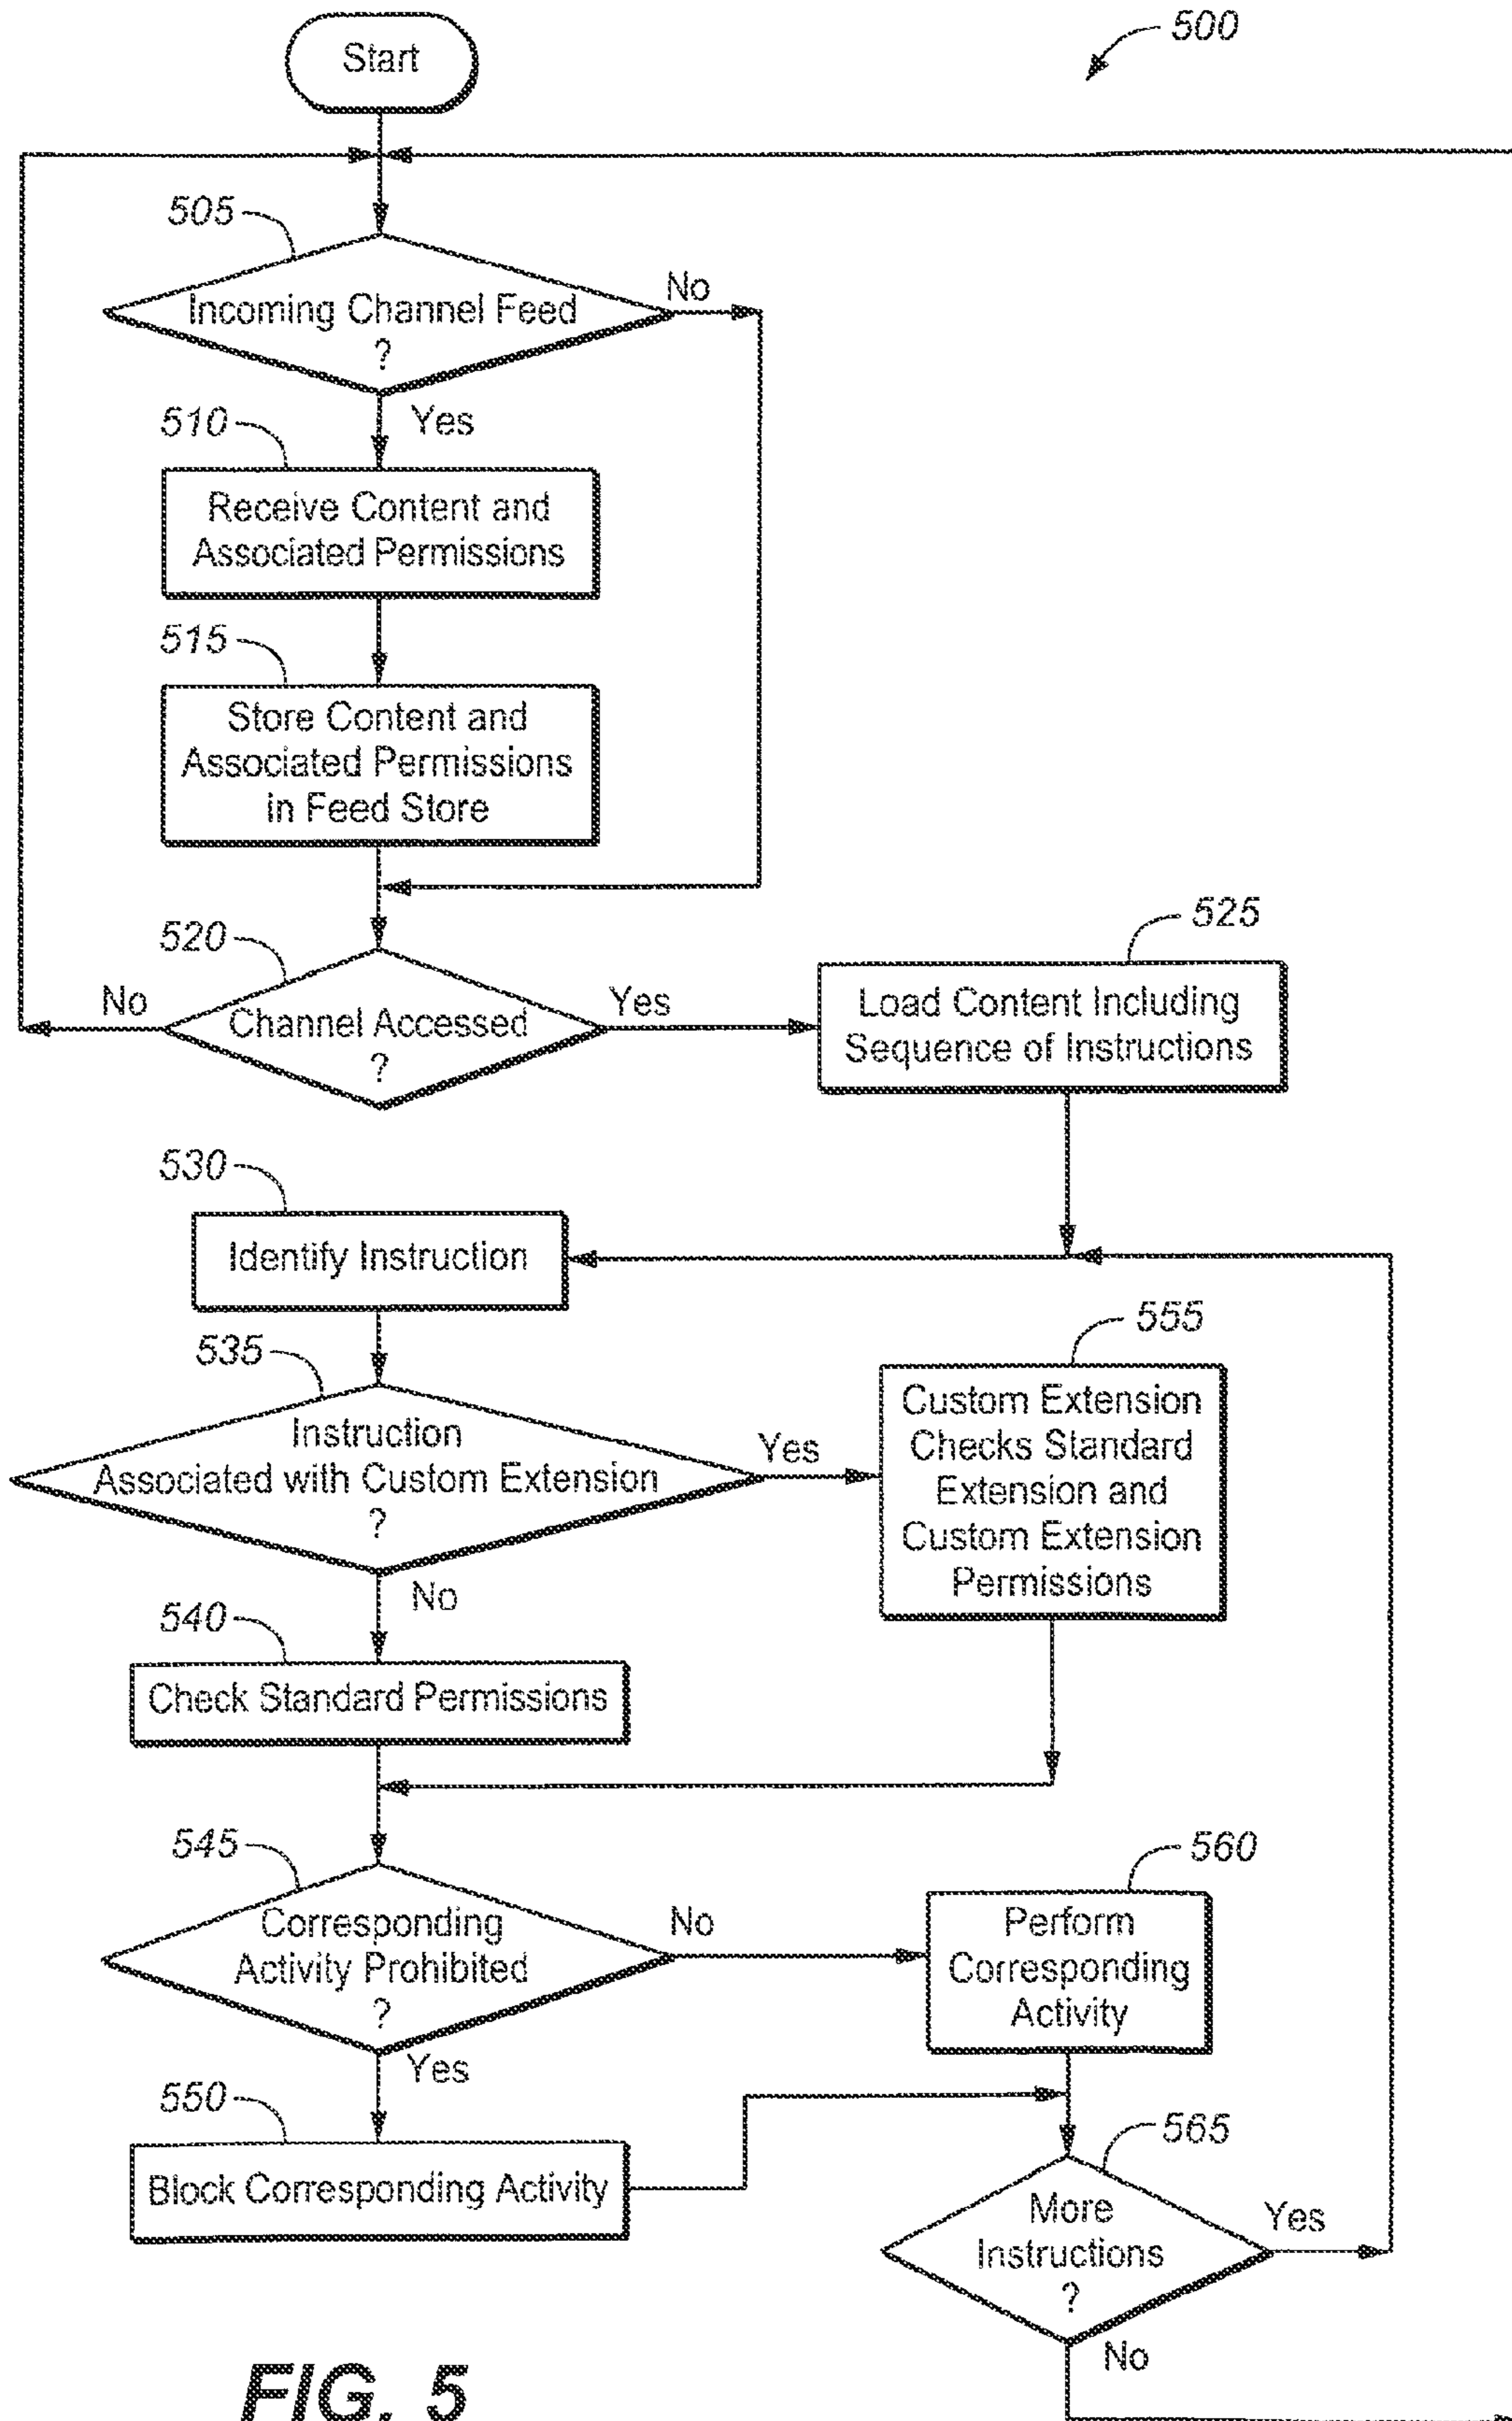 Start
500
505
Incoming Channel Feed
?
No
Yes
510
Receive Content and
Associated Permissions
515
Store Content and
Associated Permissions
in Feed Store
520
Channel Accessed
?
No
Yes
525
Load Content Including
Sequence of Instructions
530
Identify Instruction
535
Instruction
Associated with Custom Extension
?
Yes
No
555
Custom Extension
Checks Standard
Extension and
Custom Extension
Permissions
540
Check Standard Permissions
545
Corresponding
Activity Prohibited
?
No
Yes
560
Perform
Corresponding
Activity
550
Block Corresponding Activity
565
More
Instructions
?
Yes
No
FIG. 5